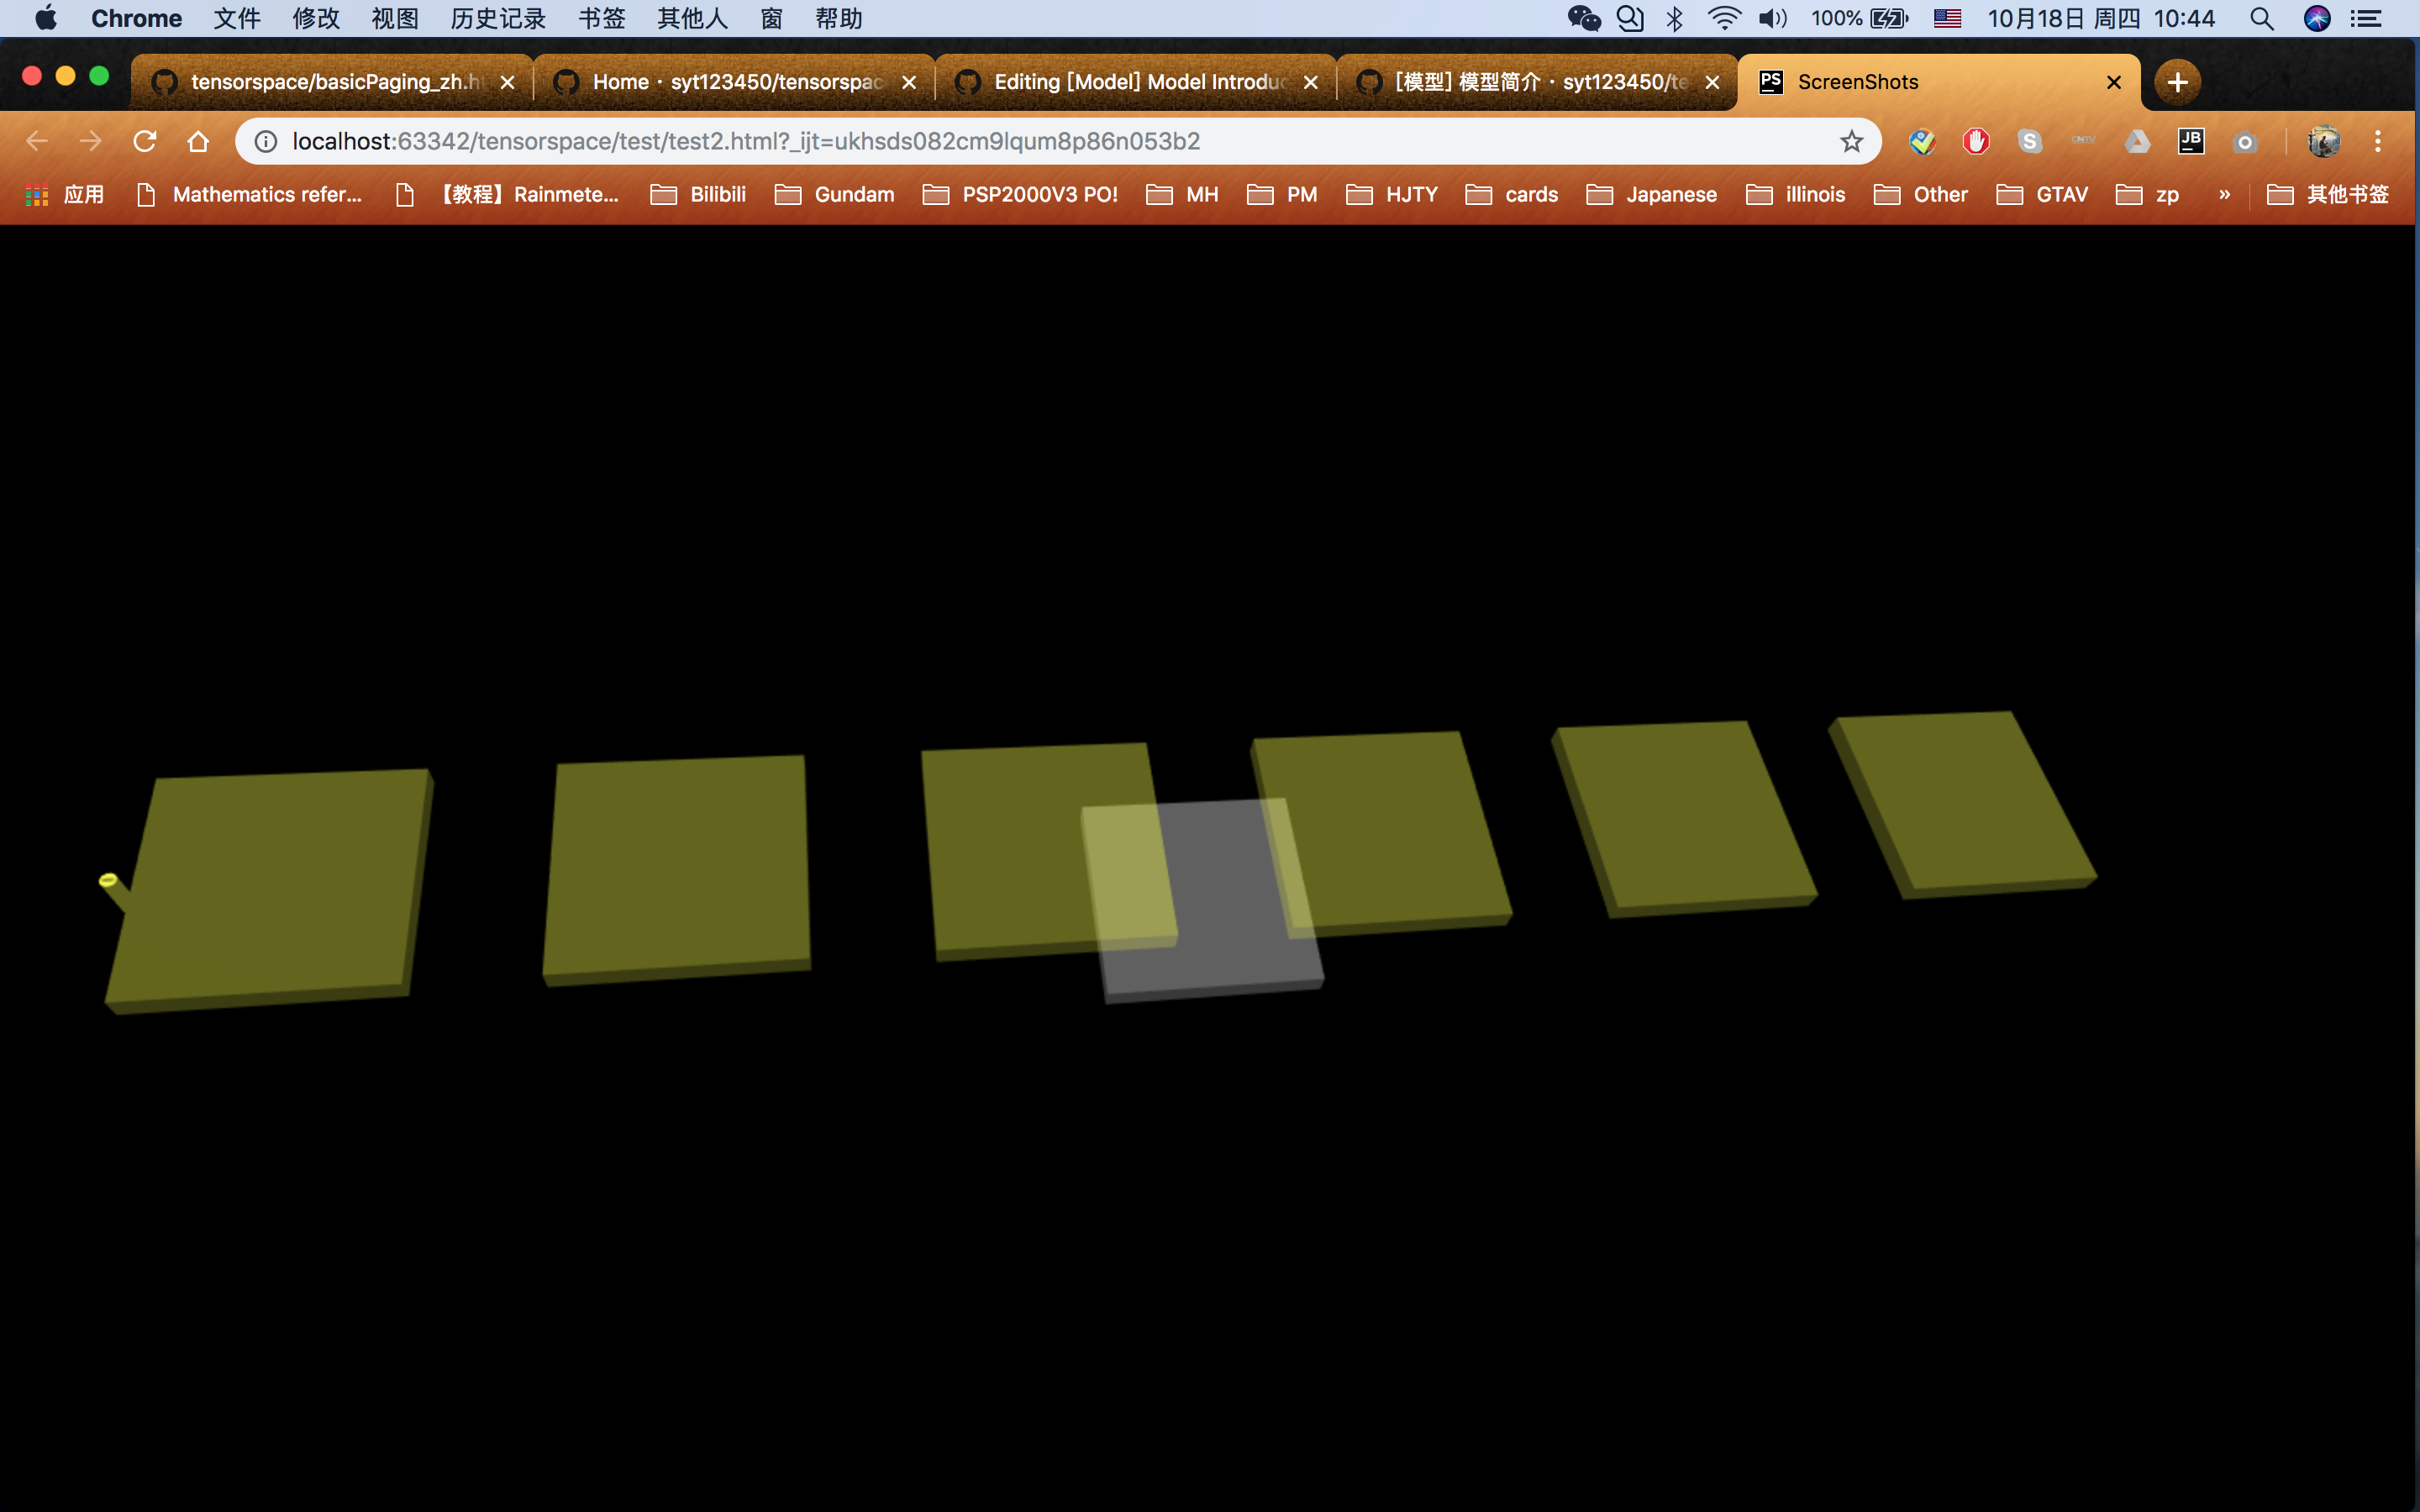 Chrome 文件 修改 视图 历史记录 书签 其他人 窗 帮助 100% 10月18日 周四 10:44
tensorspace/basicPaging_zh.h Home · syt123450/tensorspac Editing [Model] Model Introduc [模型] 模型简介 · syt123450/te PS ScreenShots
localhost:63342/tensorspace/test/test2.html?_ijt=ukhsds082cm9lqum8p86n053b2 S CNTV JB
应用 Mathematics refer... 【教程】Rainmete... Bilibili Gundam PSP2000V3 PO! MH PM HJTY cards Japanese illinois Other GTAV zp » 其他书签